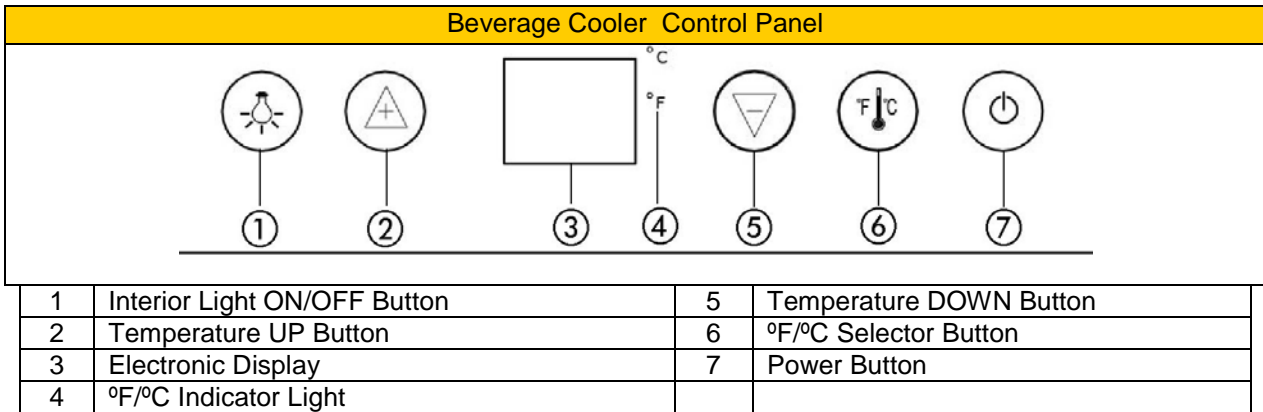 Beverage Cooler Control Panel
°C
°F
+
−
°F °C
1 2 3 4 5 6 7
1 Interior Light ON/OFF Button 5 Temperature DOWN Button
2 Temperature UP Button 6 ºF/ºC Selector Button
3 Electronic Display 7 Power Button
4 ºF/ºC Indicator Light